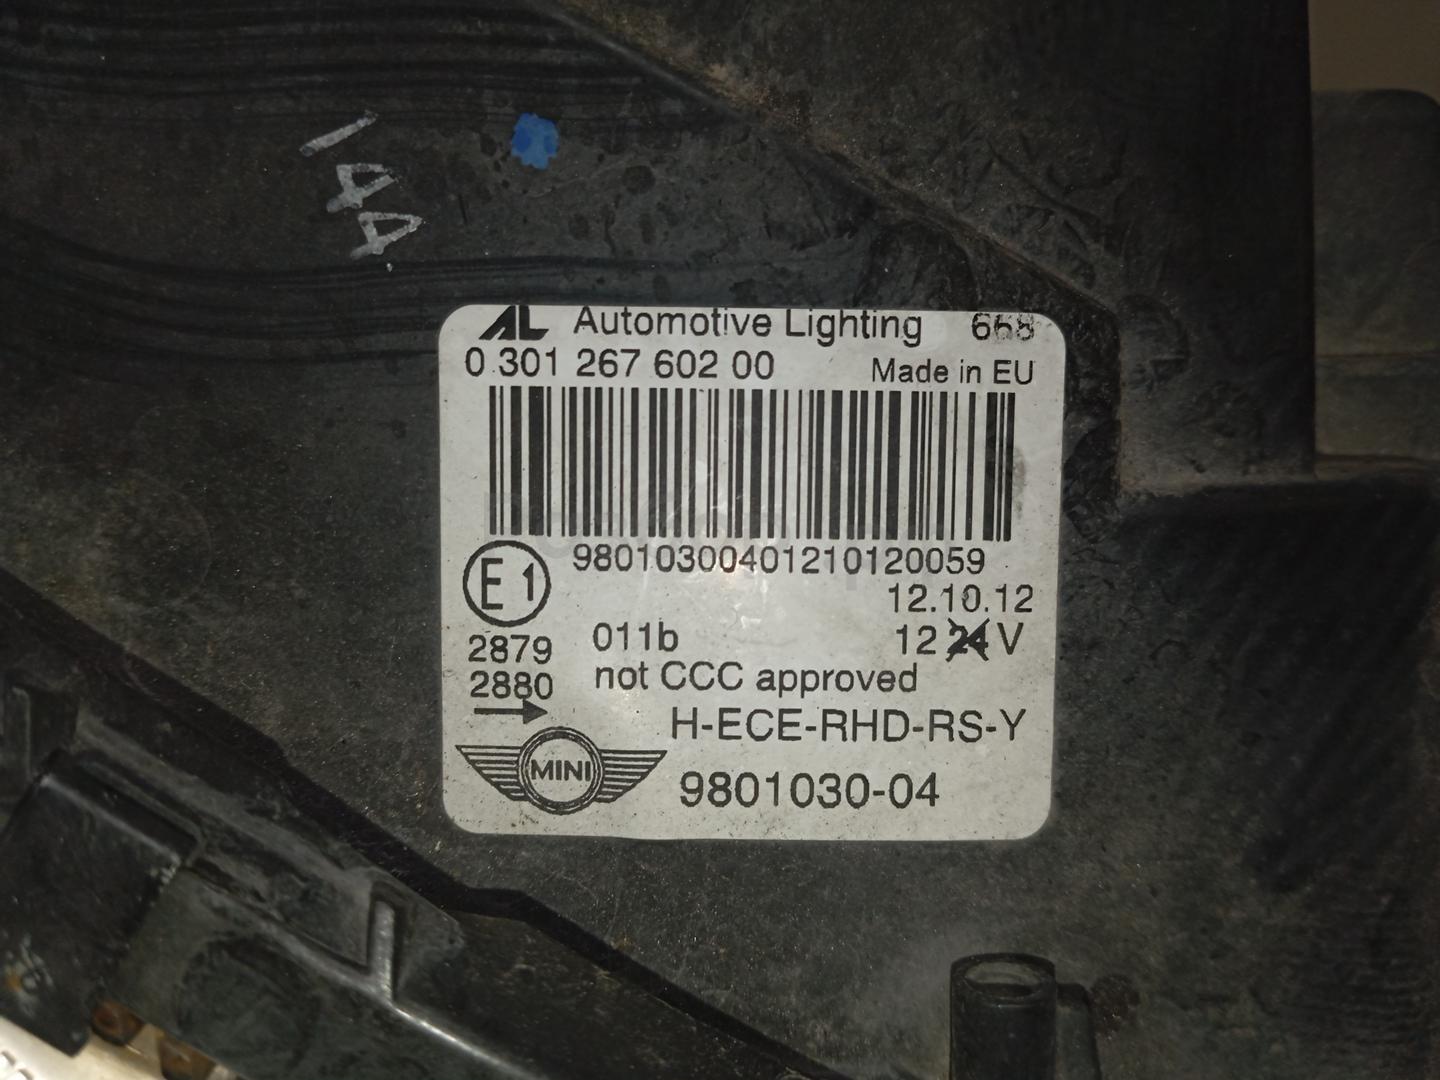 144
AL Automotive Lighting 668
0 301 267 602 00 Made in EU
98010300401210120059
E1 12.10.12
2879 011b 12 24 V
2880 not CCC approved
H-ECE-RHD-RS-Y
MINI 9801030-04